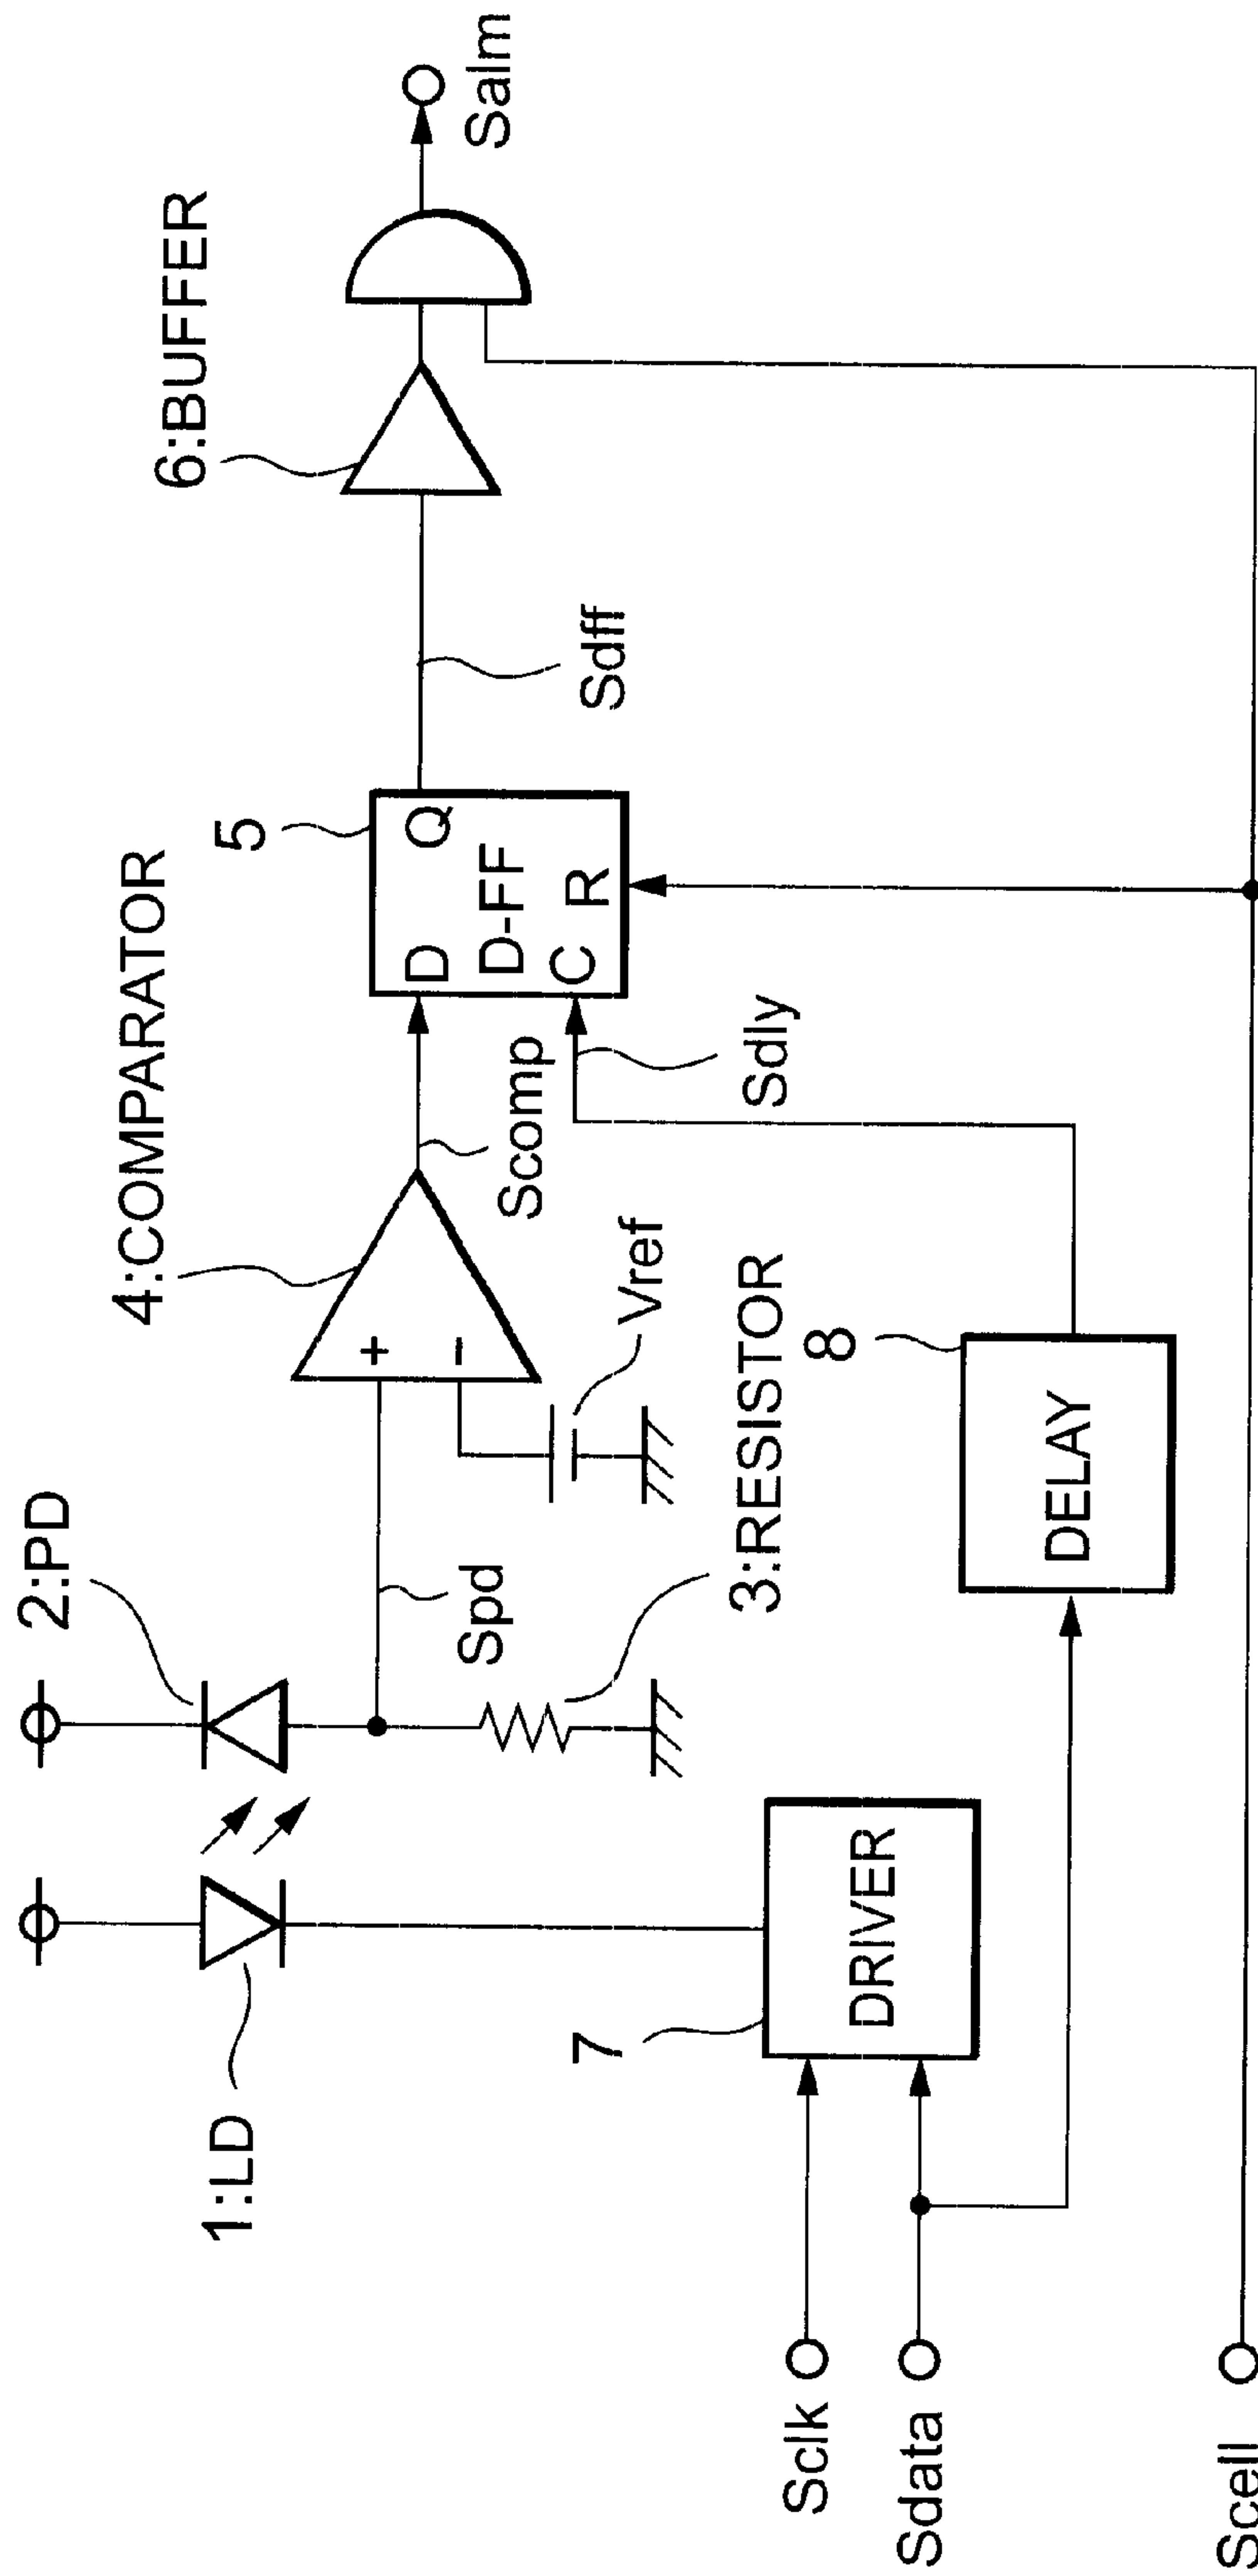 1:LD
2:PD
Spd
3:RESISTOR
4:COMPARATOR
+
−
Vref
Scomp
5
D
Q
D-FF
C
R
Sdly
Sdff
6:BUFFER
Salm
7
DRIVER
8
DELAY
Sclk
Sdata
Scell